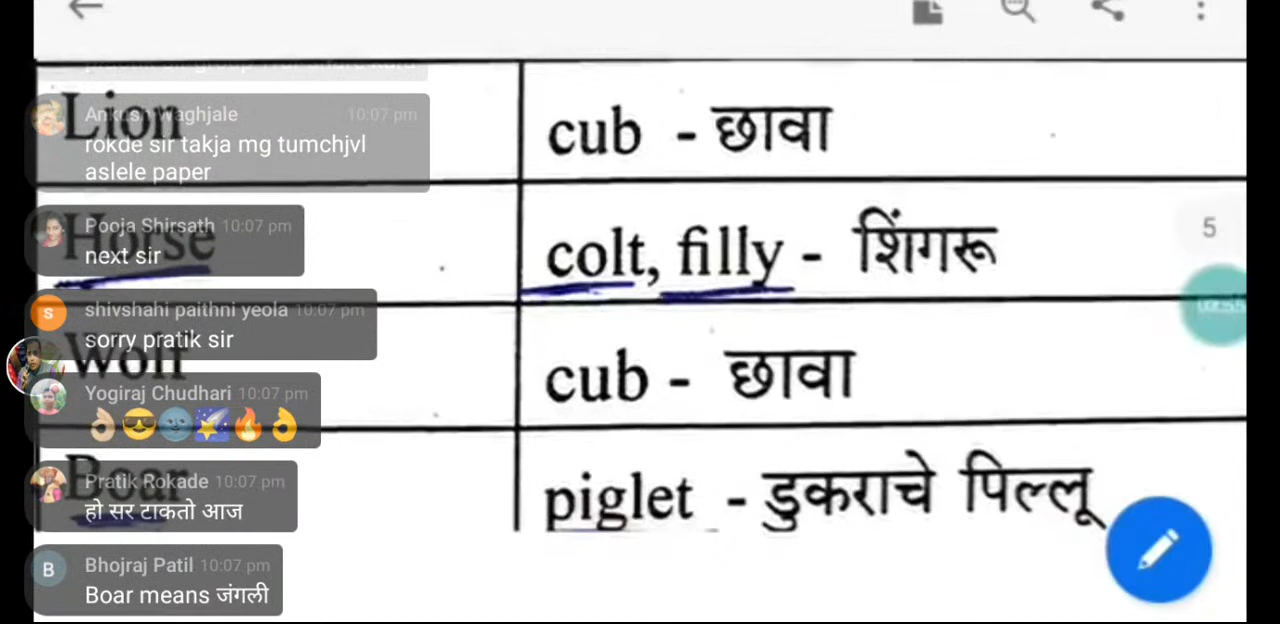 Lion
cub - छावा
Ankush Waghjale 10:07 pm
rokde sir takja mg tumchjvl
aslele paper
Horse
colt, filly - शिंगरू
5
Pooja Shirsath 10:07 pm
next sir
shivshahi paithni yeola 10:07 pm
S
sorry pratik sir
Wolf
cub - छावा
Yogiraj Chudhari 10:07 pm
Boar
piglet - डुकराचे पिल्लू
Pratik Rokade 10:07 pm
हो सर टाकतो आज
Bhojraj Patil 10:07 pm
B
Boar means जंगली